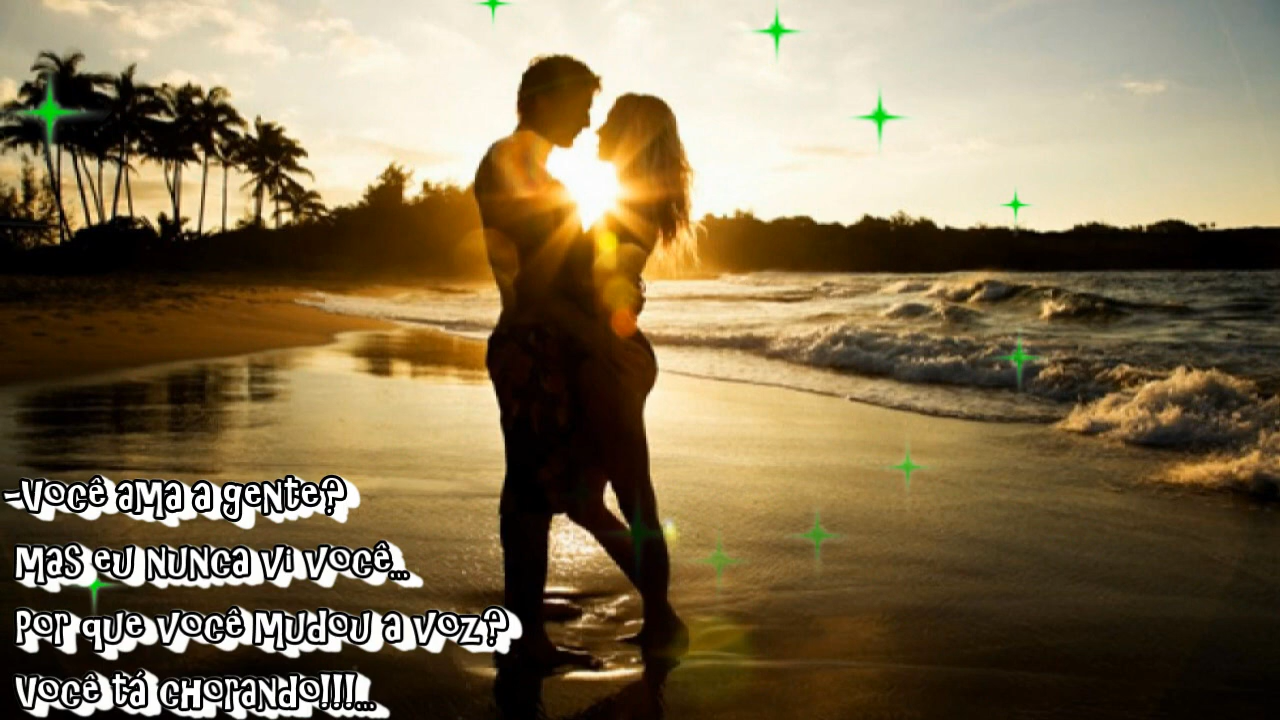 -Você ama a gente?
Mas eu nunca vi você...
Por que você mudou a voz?
Você tá chorando!!!...